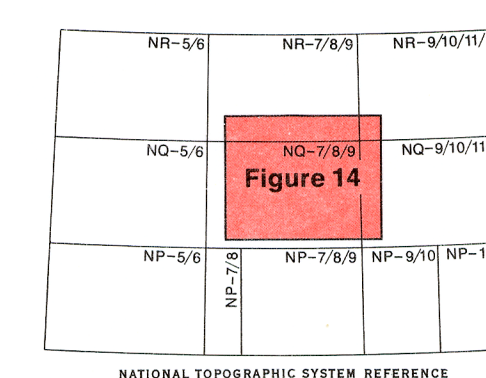 NR-5/6 NR-7/8/9 NR-9/10/11/
NQ-5/6 NQ-7/8/9 NQ-9/10/11
Figure 14
NP-5/6 NP-7/8 NP-7/8/9 NP-9/10 NP-1
NATIONAL TOPOGRAPHIC SYSTEM REFERENCE